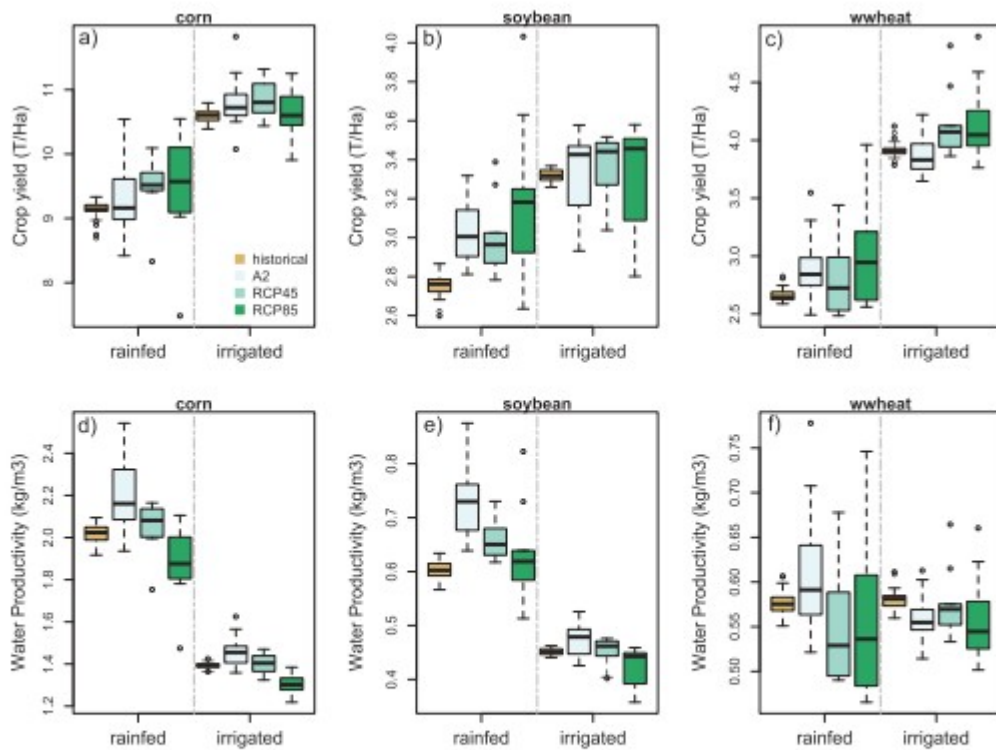 corn
soybean
wwheat
a)
b)
c)
Crop yield (T/Ha)
8
9
10
11
Crop yield (T/Ha)
2.6
2.8
3.0
3.2
3.4
3.6
3.8
4.0
Crop yield (T/Ha)
2.5
3.0
3.5
4.0
4.5
historical
A2
RCP45
RCP85
rainfed irrigated
rainfed irrigated
rainfed irrigated
corn
soybean
wwheat
d)
e)
f)
Water Productivity (kg/m3)
1.2
1.4
1.6
1.8
2.0
2.2
2.4
Water Productivity (kg/m3)
0.4
0.5
0.6
0.7
0.8
Water Productivity (kg/m3)
0.50
0.55
0.60
0.65
0.70
0.75
rainfed irrigated
rainfed irrigated
rainfed irrigated